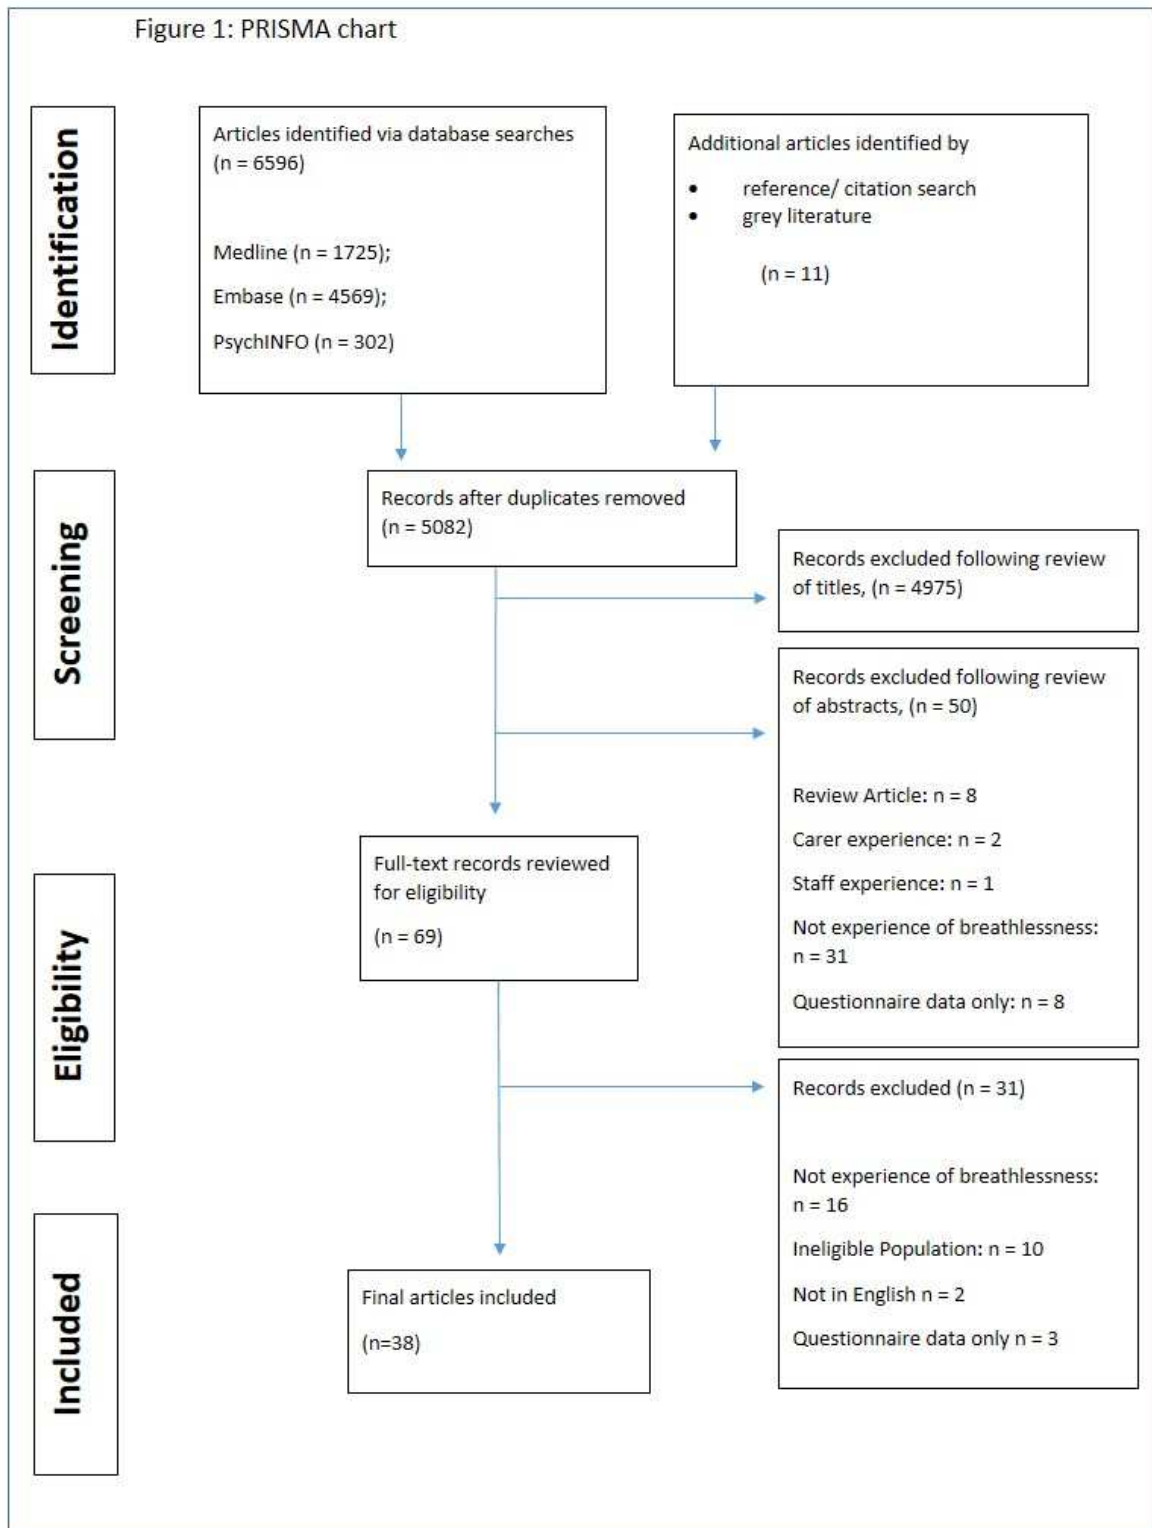 Figure 1: PRISMA chart
Identification
Articles identified via database searches
(n = 6596)
Medline (n = 1725);
Embase (n = 4569);
PsychINFO (n = 302)
Additional articles identified by
• reference/ citation search
• grey literature
(n = 11)
Screening
Records after duplicates removed
(n = 5082)
Records excluded following review
of titles, (n = 4975)
Records excluded following review
of abstracts, (n = 50)
Review Article: n = 8
Carer experience: n = 2
Staff experience: n = 1
Not experience of breathlessness:
n = 31
Questionnaire data only: n = 8
Eligibility
Full-text records reviewed
for eligibility
(n = 69)
Records excluded (n = 31)
Not experience of breathlessness:
n = 16
Ineligible Population: n = 10
Not in English n = 2
Questionnaire data only n = 3
Included
Final articles included
(n=38)